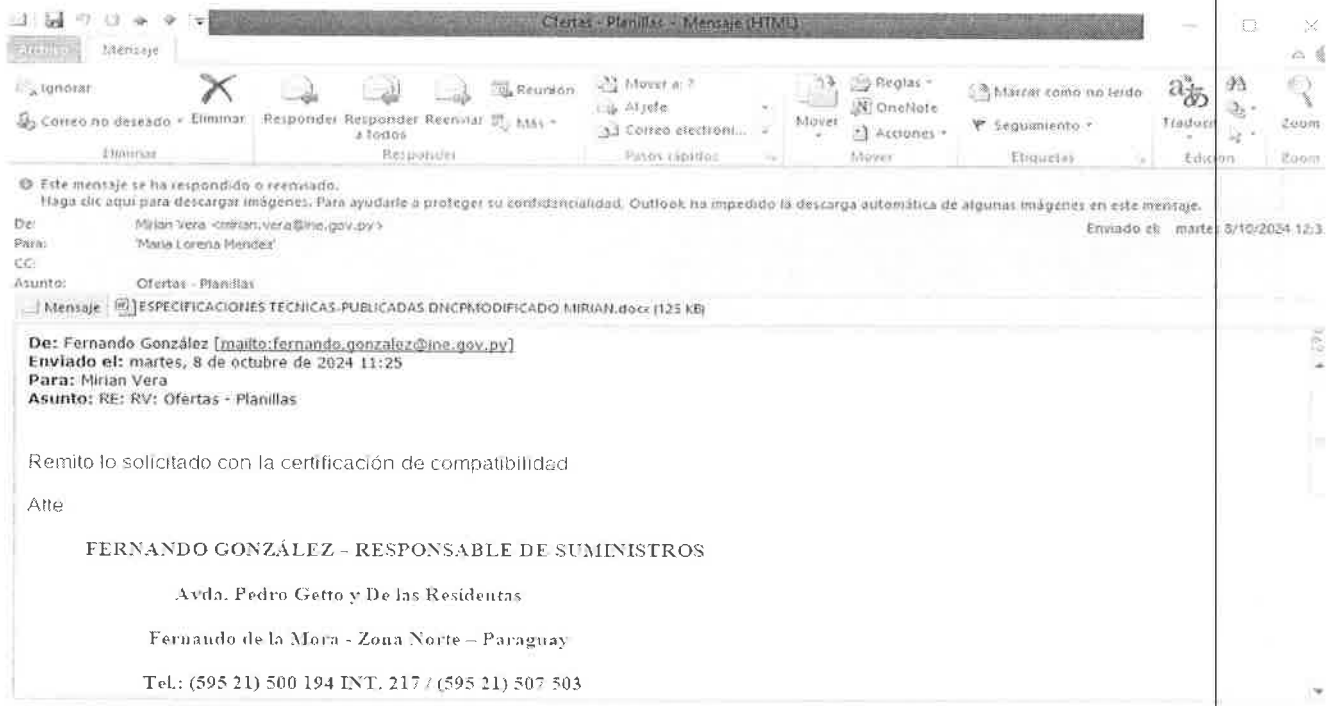 Ofertas - Planillas - Mensaje (HTML)
Archivo Mensaje
Ignorar
Correo no deseado Eliminar
Responder Responder a todos Reenviar
Reunión
Más
Mover a: ?
Al jefe
Correo electróni...
Mover
Reglas
OneNote
Acciones
Marcar como no leído
Seguimiento
Traducir
Zoom
Eliminar Responder Pasos rápidos Mover Etiquetas Edición Zoom
Este mensaje se ha respondido o reenviado.
Haga clic aquí para descargar imágenes. Para ayudarle a proteger su confidencialidad, Outlook ha impedido la descarga automática de algunas imágenes en este mensaje.
De: Mirian Vera <mirian.vera@ine.gov.py> Enviado el: martes 8/10/2024 12:3
Para: 'Maria Lorena Mendez'
CC:
Asunto: Ofertas - Planillas
Mensaje ESPECIFICACIONES TECNICAS-PUBLICADAS DNCPMODIFICADO MIRIAN.docx (125 KB)
De: Fernando González [mailto:fernando.gonzalez@ine.gov.py]
Enviado el: martes, 8 de octubre de 2024 11:25
Para: Mirian Vera
Asunto: RE: RV: Ofertas - Planillas
Remito lo solicitado con la certificación de compatibilidad
Atte
FERNANDO GONZÁLEZ – RESPONSABLE DE SUMINISTROS
Avda. Pedro Getto y De las Residentas
Fernando de la Mora - Zona Norte – Paraguay
Tel.: (595 21) 500 194 INT. 217 / (595 21) 507 503